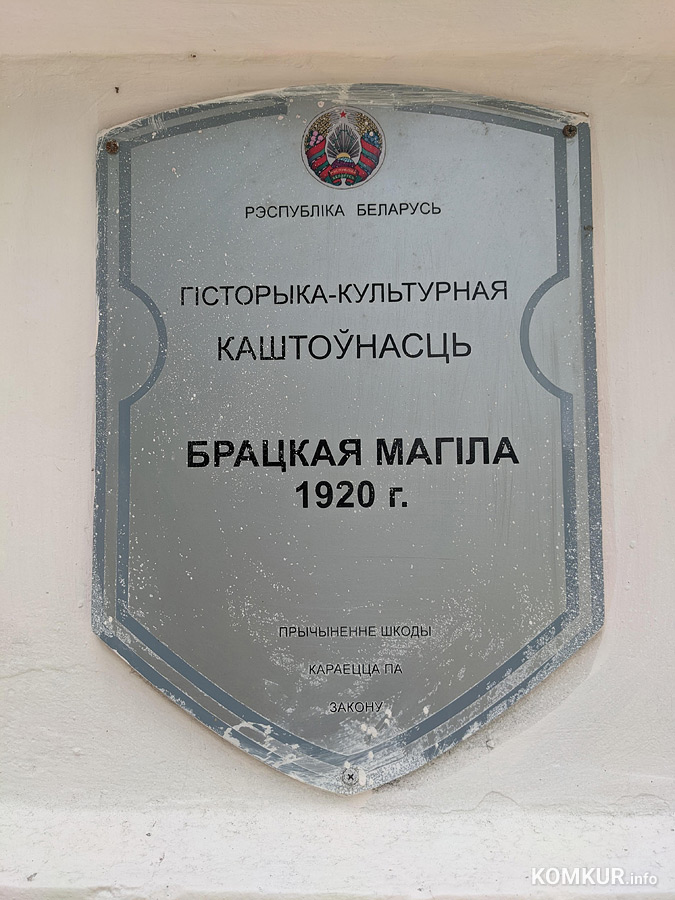 РЭСПУБЛІКА БЕЛАРУСЬ
ГІСТОРЫКА-КУЛЬТУРНАЯ
КАШТОЎНАСЦЬ
БРАЦКАЯ МАГІЛА
1920 г.
ПРЫЧЫНЕННЕ ШКОДЫ
КАРАЕЦЦА ПА
ЗАКОНУ
KOMKUR.info